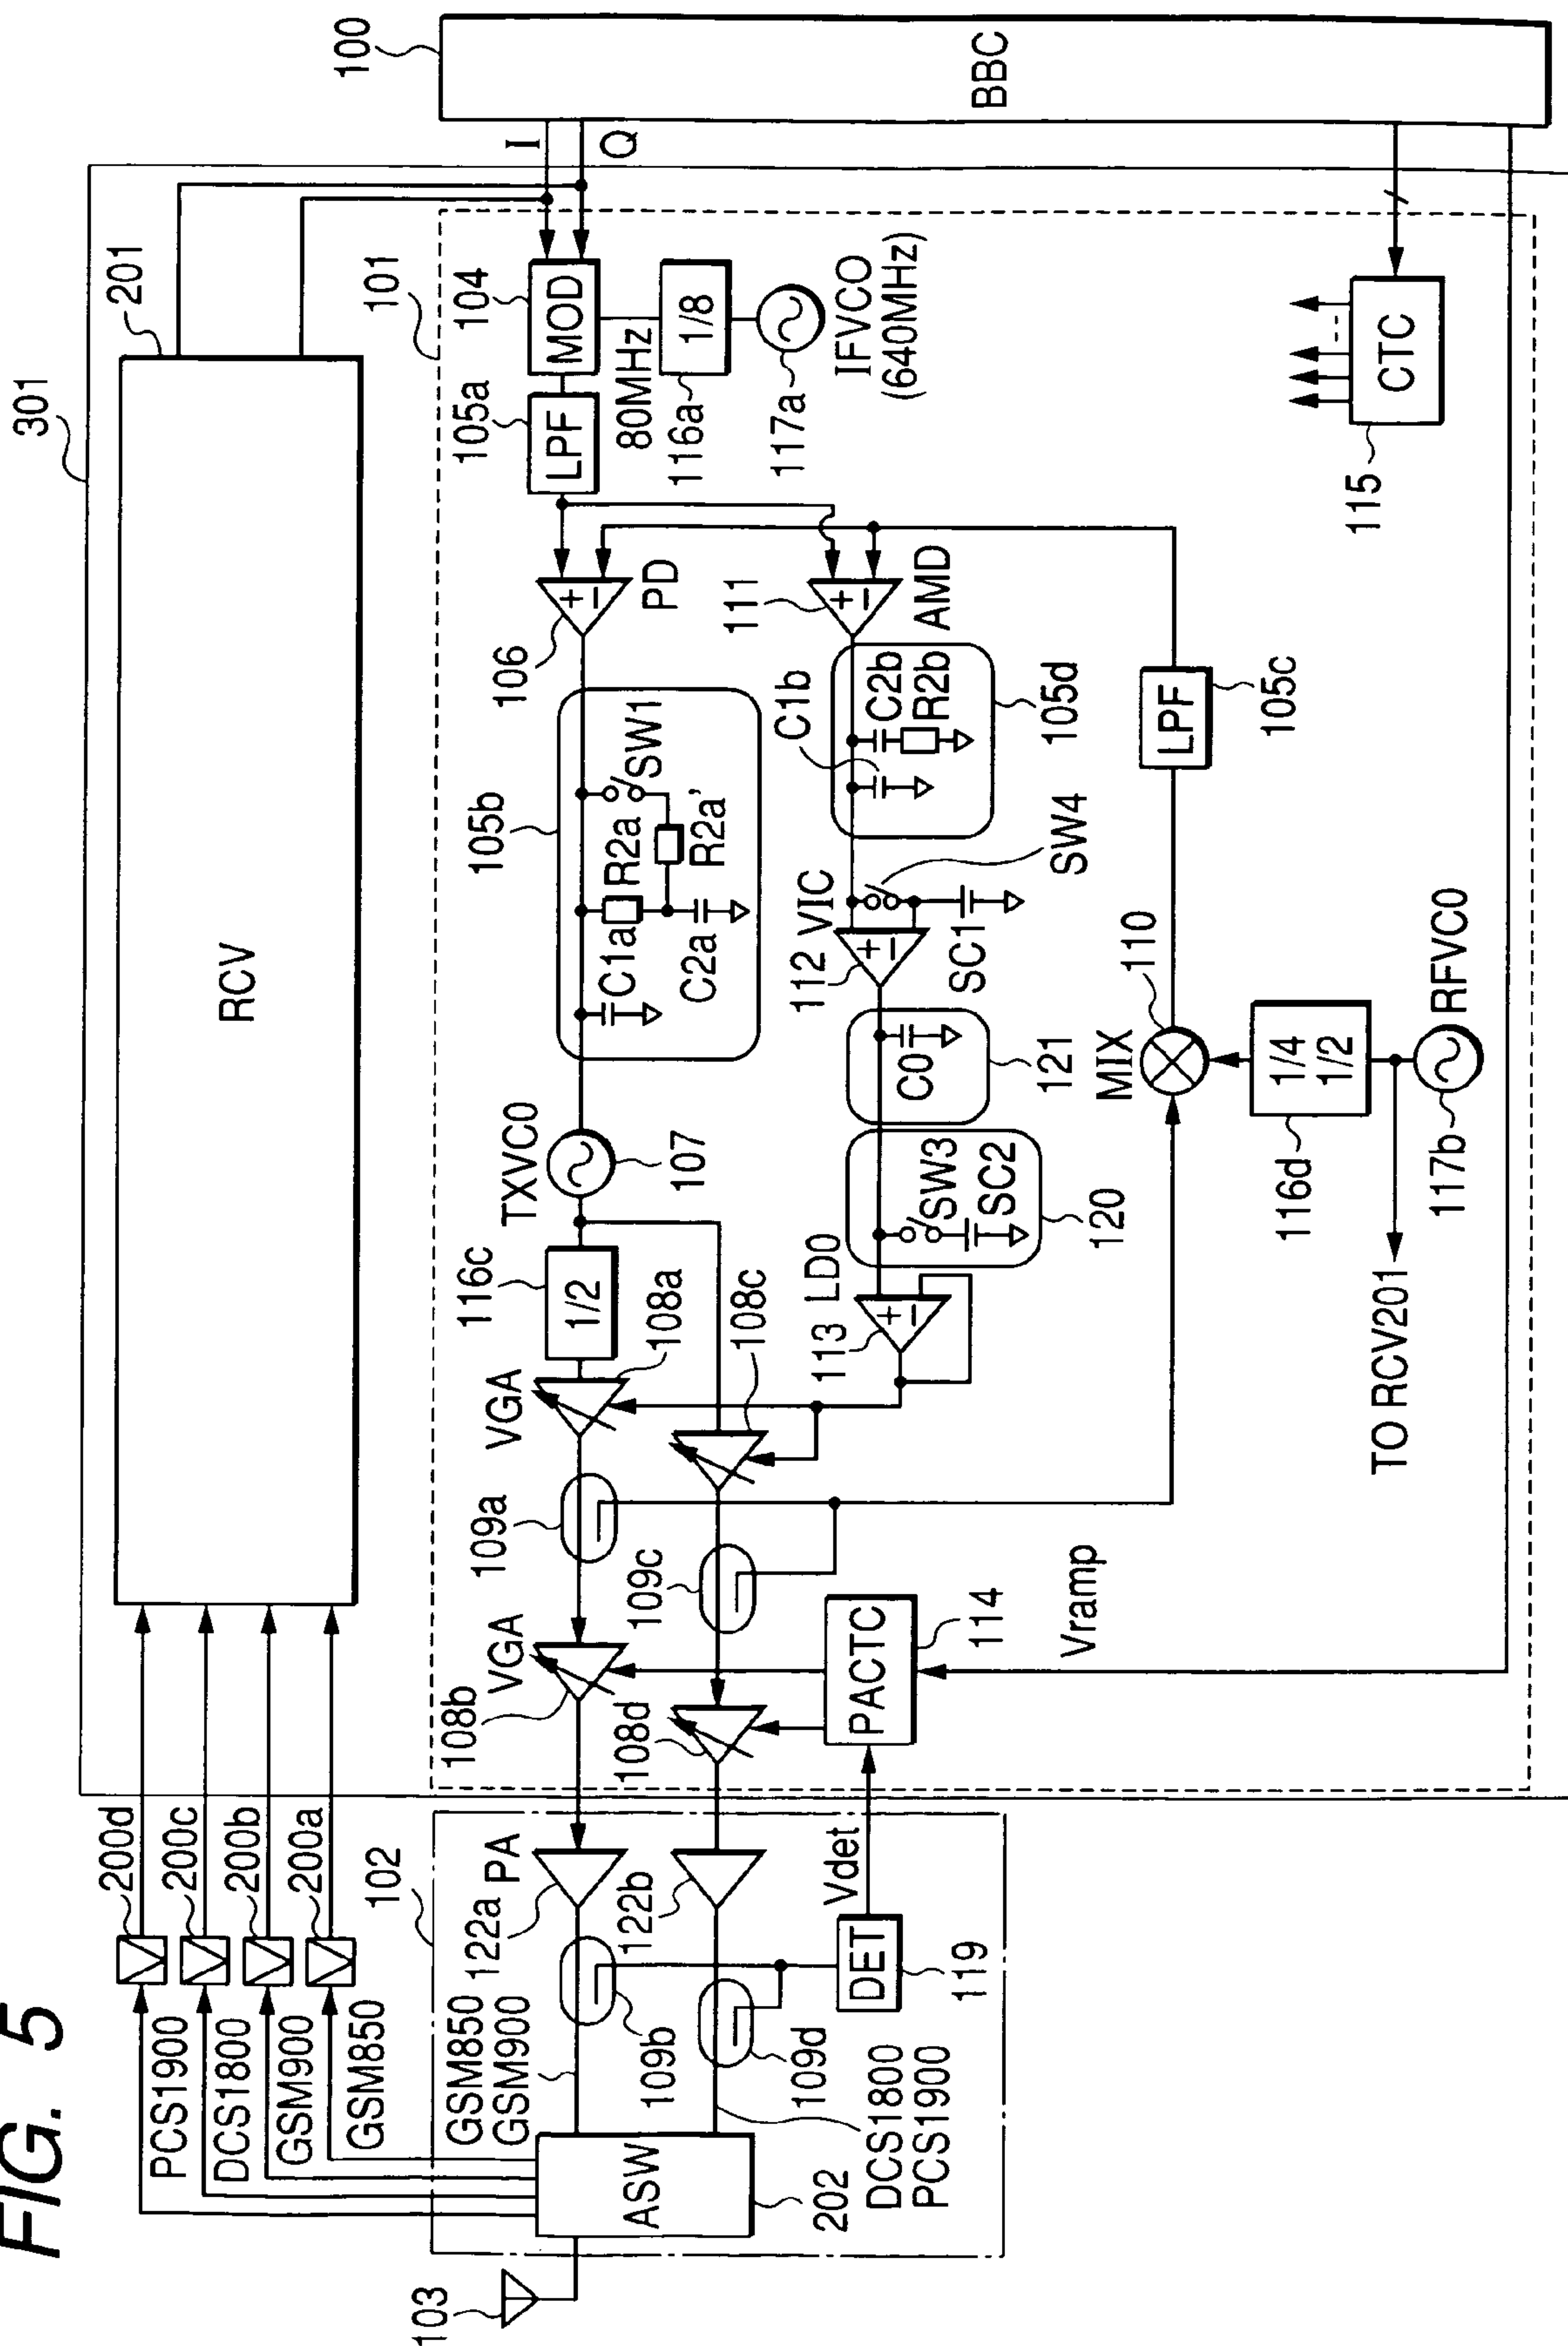 FIG. 5
301
201
RCV
100
BBC
I
Q
200d
200c
200b
200a
PCS1900
DCS1800
GSM900
GSM850
103
102
ASW
202
GSM850
GSM900
DCS1800
PCS1900
109b
109d
122a
PA
122b
DET
119
Vdet
101
108b
VGA
108d
PACTC
114
Vramp
109a
109c
VGA
108a
108c
116c
1/2
TXVC0
107
105b
C1a
R2a
C2a
R2a'
SW1
106
+
−
PD
105a
LPF
104
MOD
80MHz
116a
1/8
117a
IFVCO
(640MHz)
111
+
−
AMD
C1b
C2b
R2b
105d
112
VIC
+
−
SC1
SW4
C0
121
SW3
SC2
120
113
LD0
+
−
MIX
110
LPF
105c
116d
1/4
1/2
117b
RFVC0
TO RCV201
115
CTC